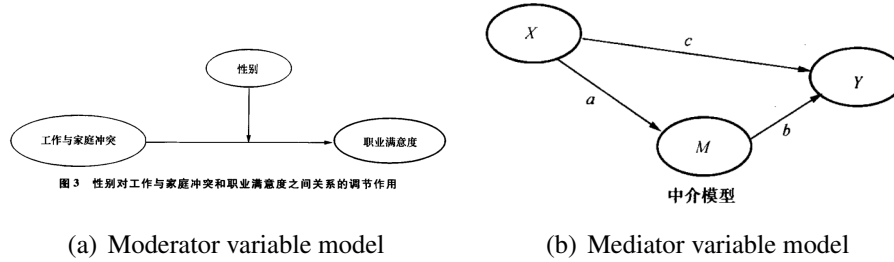 性别
工作与家庭冲突
职业满意度
图 3 性别对工作与家庭冲突和职业满意度之间关系的调节作用
(a) Moderator variable model
X
c
Y
a
M
b
中介模型
(b) Mediator variable model